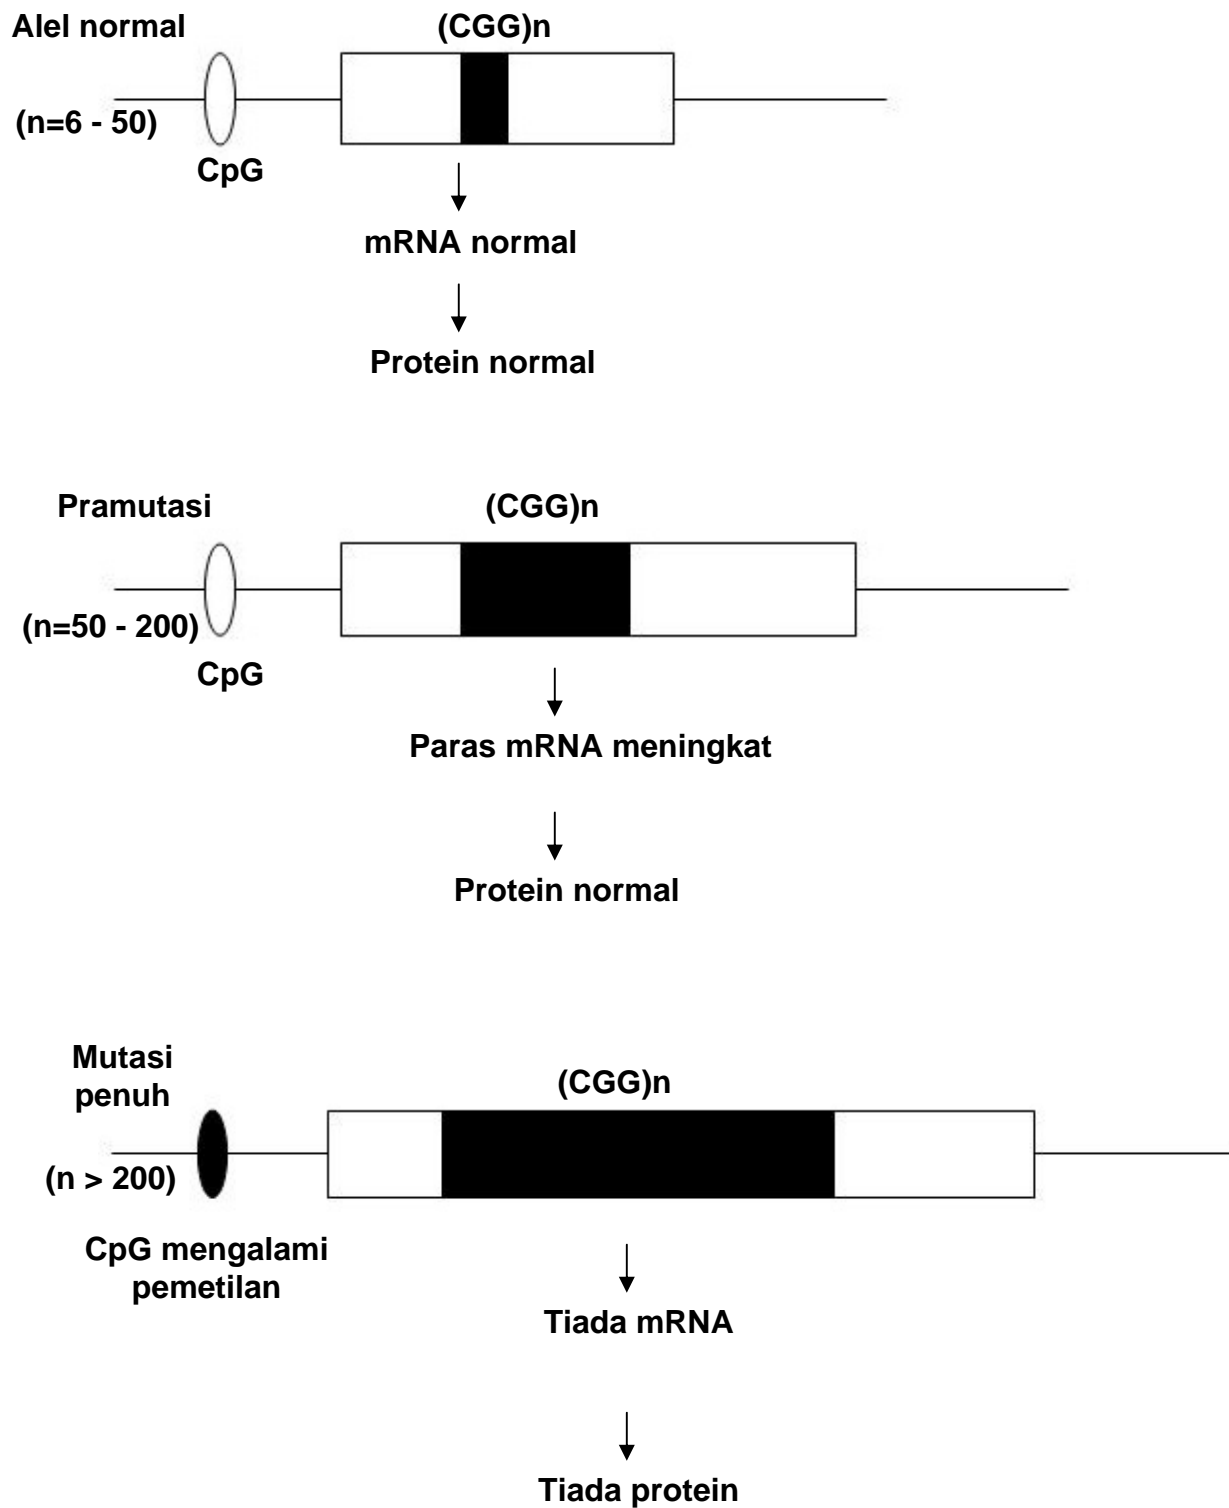 Alel normal
(CGG)n
(n=6 - 50)
CpG
mRNA normal
Protein normal
Pramutasi
(CGG)n
(n=50 - 200)
CpG
Paras mRNA meningkat
Protein normal
Mutasi
penuh
(CGG)n
(n > 200)
CpG mengalami
pemetilan
Tiada mRNA
Tiada protein